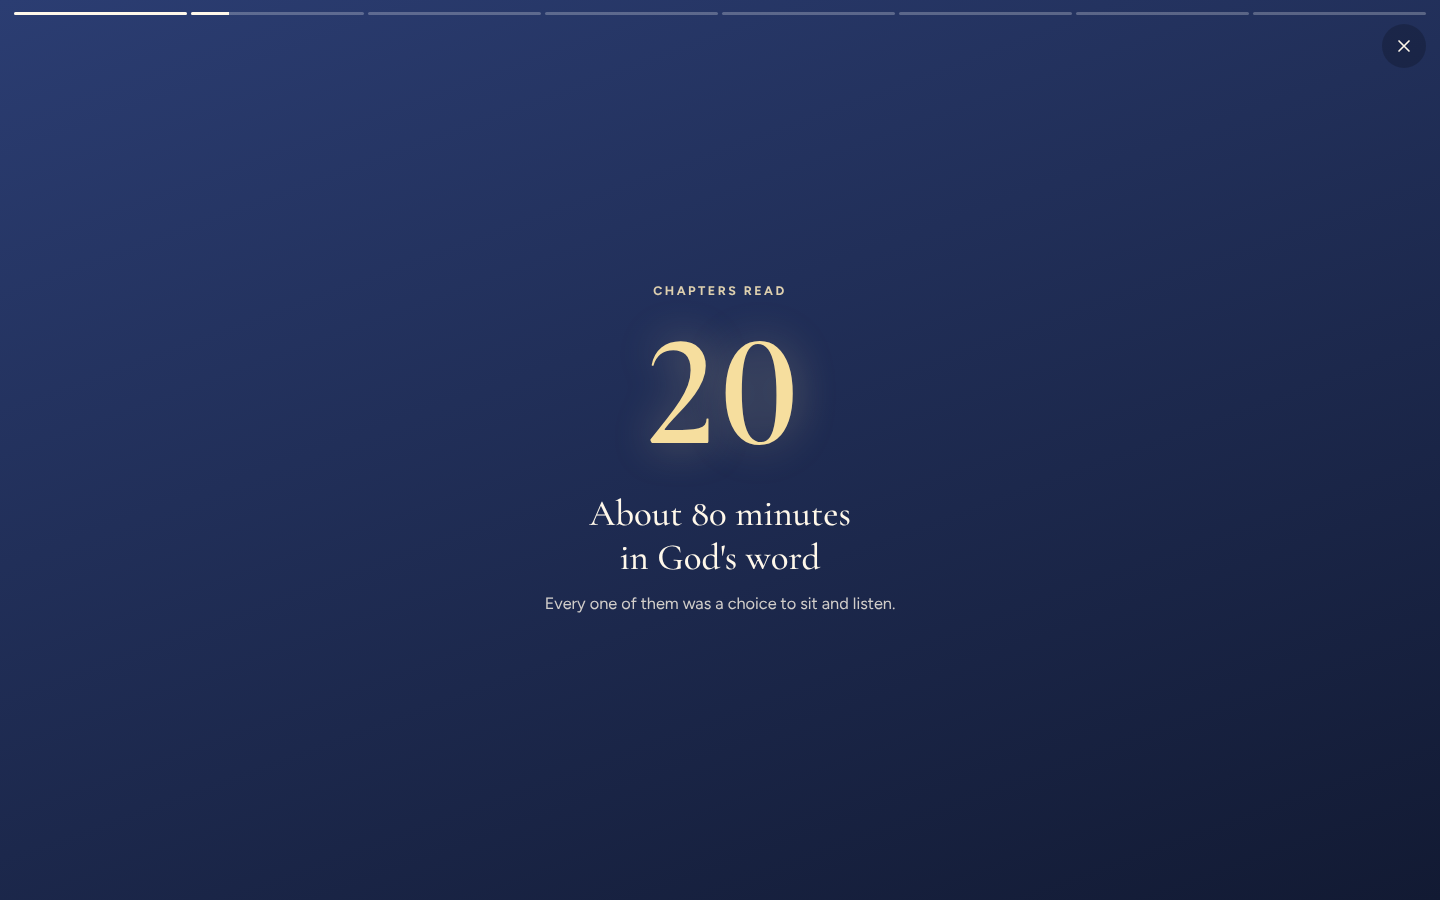 CHAPTERS READ
20
About 80 minutes
in God's word
Every one of them was a choice to sit and listen.